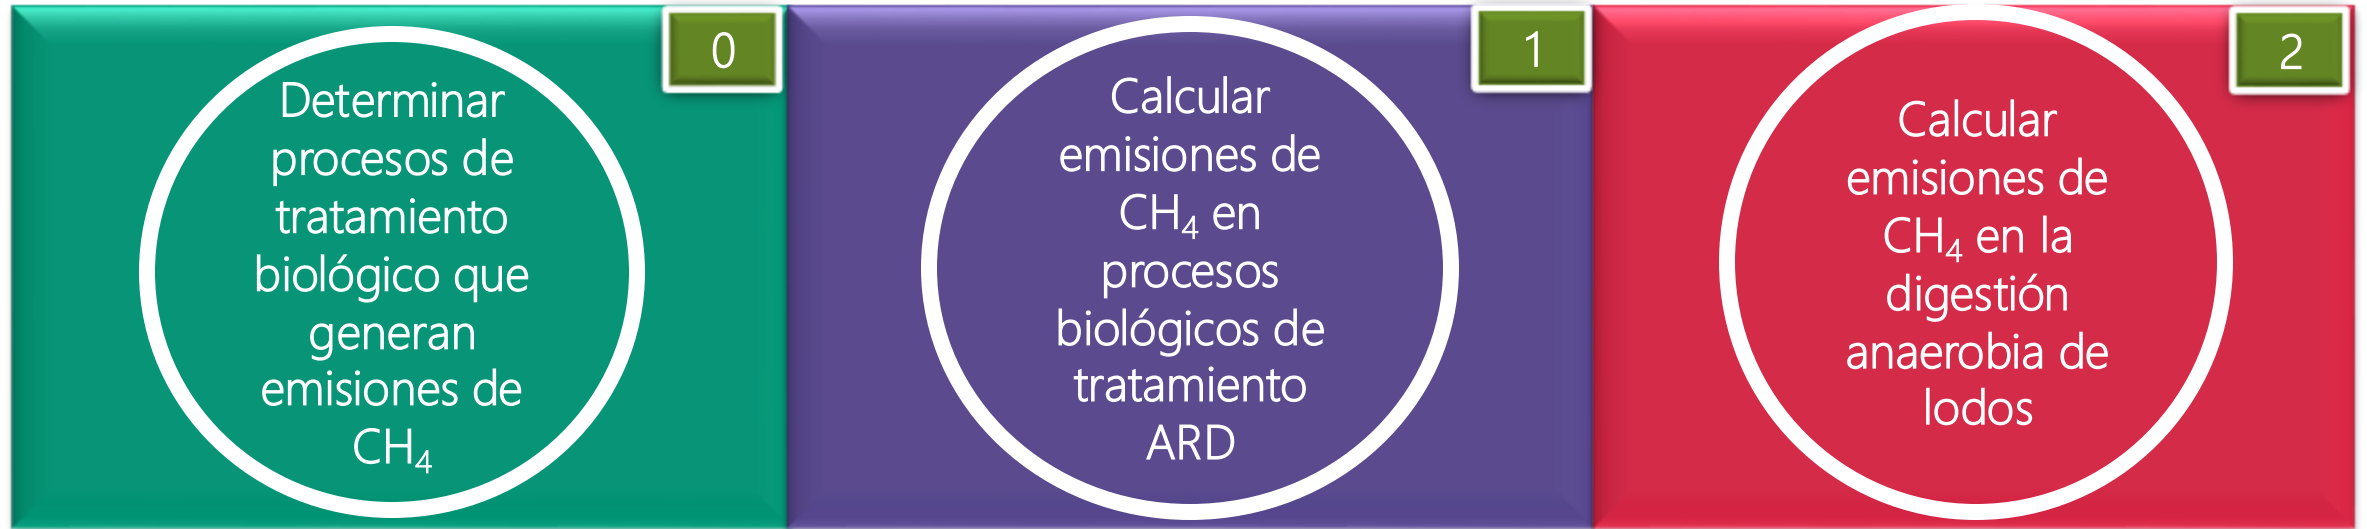 0
Determinar
procesos de
tratamiento
biológico que
generan
emisiones de
CH₄
1
Calcular
emisiones de
CH₄ en
procesos
biológicos de
tratamiento
ARD
2
Calcular
emisiones de
CH₄ en la
digestión
anaerobia de
lodos